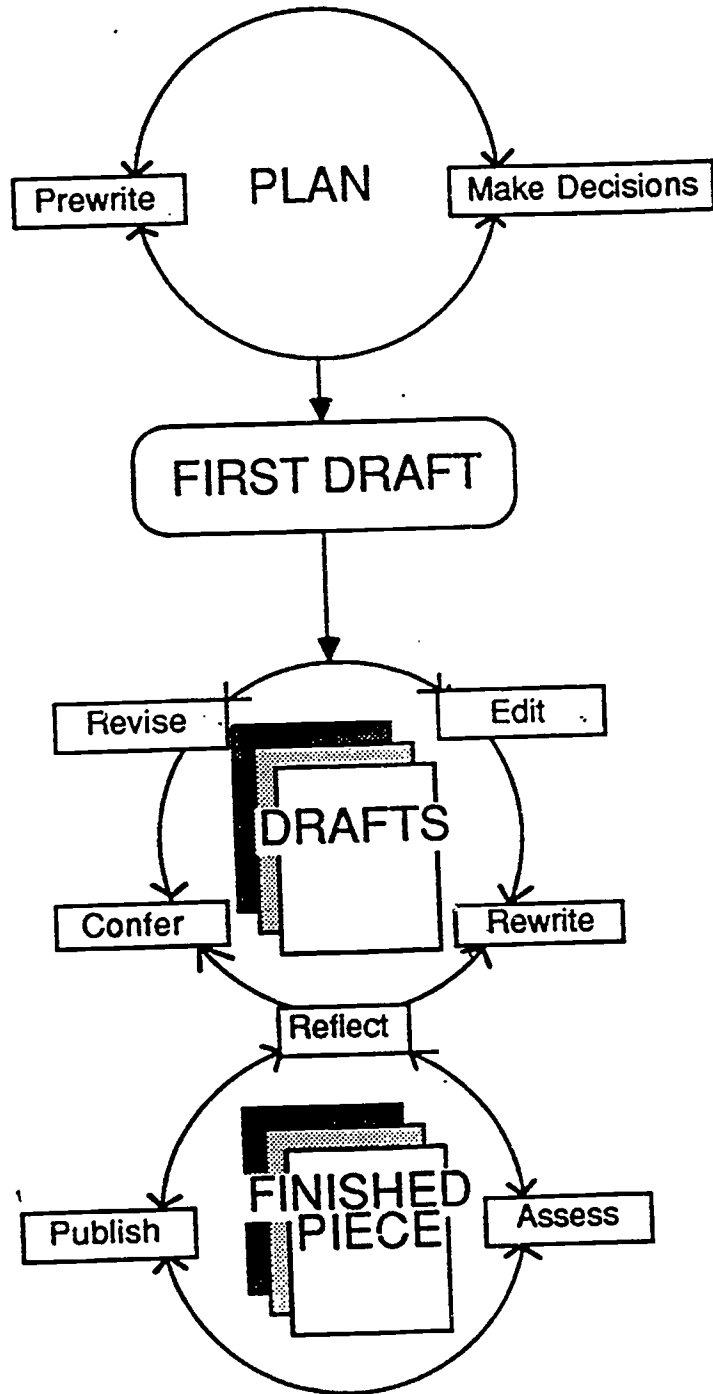 PLAN
Prewrite
Make Decisions
FIRST DRAFT
Revise
Edit
DRAFTS
Confer
Rewrite
Reflect
FINISHED
PIECE
Publish
Assess